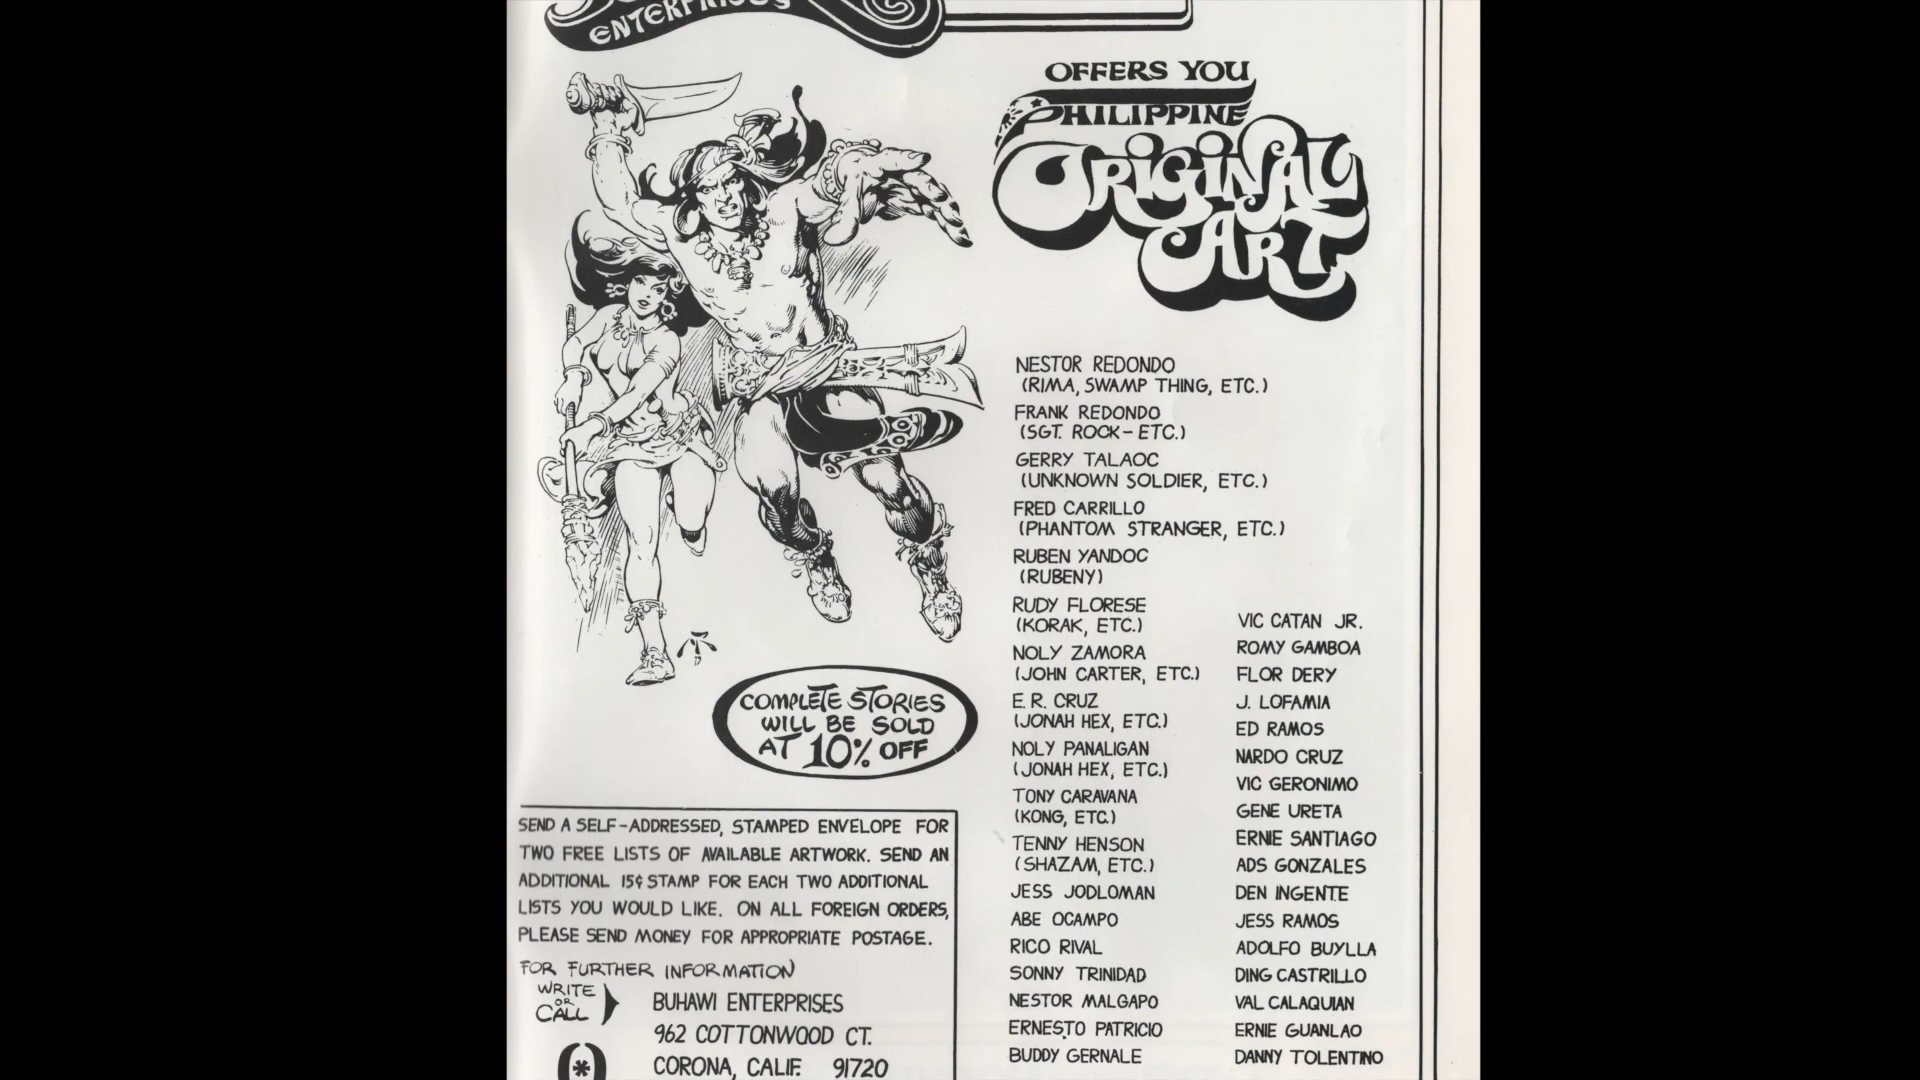 ENTERPRISES
OFFERS YOU
PHILIPPINE
ORIGINAL
ART
NESTOR REDONDO
(RIMA, SWAMP THING, ETC.)
FRANK REDONDO
(SGT. ROCK-ETC.)
GERRY TALAOC
(UNKNOWN SOLDIER, ETC.)
FRED CARRILLO
(PHANTOM STRANGER, ETC.)
RUBEN YANDOC
(RUBENY)
RUDY FLORESE
(KORAK, ETC.)
NOLY ZAMORA
(JOHN CARTER, ETC.)
E.R. CRUZ
(JONAH HEX, ETC.)
NOLY PANALIGAN
(JONAH HEX, ETC.)
TONY CARAVANA
(KONG, ETC.)
TENNY HENSON
(SHAZAM, ETC.)
JESS JODLOMAN
ABE OCAMPO
RICO RIVAL
SONNY TRINIDAD
NESTOR MALGAPO
ERNESTO PATRICIO
BUDDY GERNALE
VIC CATAN JR.
ROMY GAMBOA
FLOR DERY
J. LOFAMIA
ED RAMOS
NARDO CRUZ
VIC GERONIMO
GENE URETA
ERNIE SANTIAGO
ADS GONZALES
DEN INGENTE
JESS RAMOS
ADOLFO BUYLLA
DING CASTRILLO
VAL CALAQUIAN
ERNIE GUANLAO
DANNY TOLENTINO
COMPLETE STORIES
WILL BE SOLD
AT 10% OFF
SEND A SELF-ADDRESSED, STAMPED ENVELOPE FOR
TWO FREE LISTS OF AVAILABLE ARTWORK. SEND AN
ADDITIONAL 15¢ STAMP FOR EACH TWO ADDITIONAL
LISTS YOU WOULD LIKE. ON ALL FOREIGN ORDERS,
PLEASE SEND MONEY FOR APPROPRIATE POSTAGE.
FOR FURTHER INFORMATION
WRITE
OR
CALL
BUHAWI ENTERPRISES
962 COTTONWOOD CT.
CORONA, CALIF. 91720